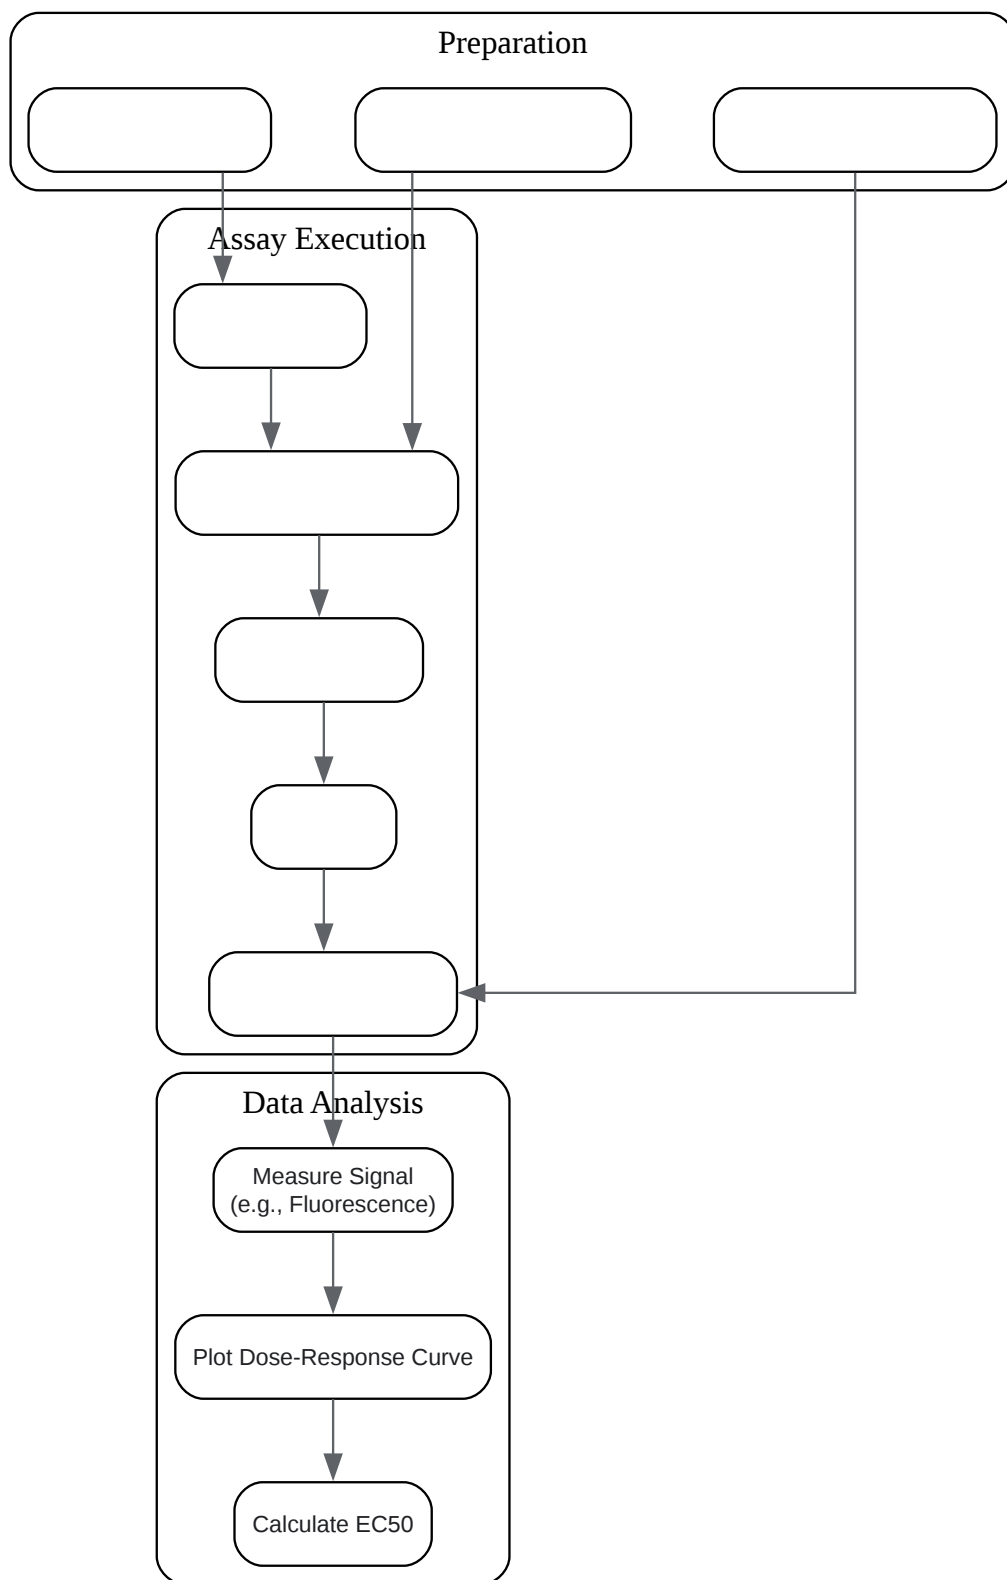 Preparation
Assay Execution
Data Analysis
Measure Signal
(e.g., Fluorescence)
Plot Dose-Response Curve
Calculate EC50